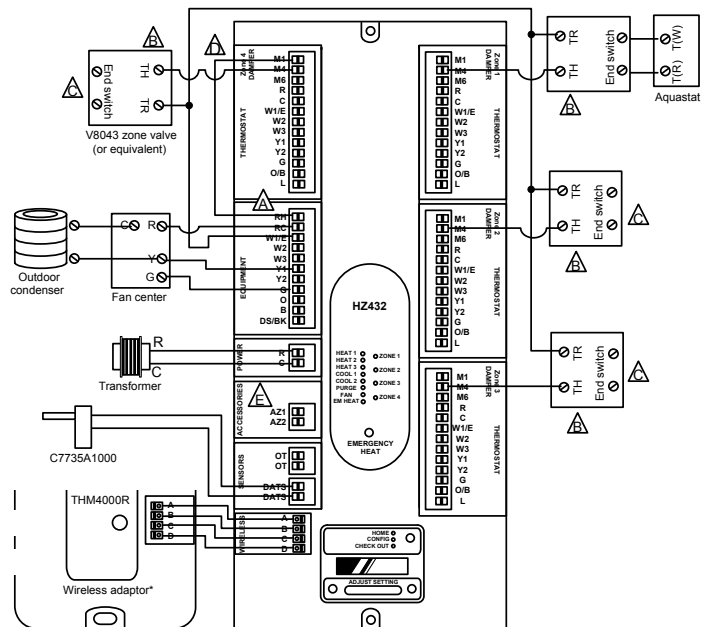 B
D
C
End switch
TH
TR
V8043 zone valve
(or equivalent)
Zone 4
DAMPER
M1
M4
M6
R
C
W1/E
W2
W3
Y1
Y2
G
O/B
L
THERMOSTAT
A
RH
RC
W1/E
W2
W3
Y1
Y2
G
O
B
DS/BK
EQUIPMENT
Outdoor
condenser
C
R
Y
G
Fan center
R
C
Transformer
POWER
R
C
E
ACCESSORIES
AZ1
AZ2
C7735A1000
SENSORS
OT
OT
DATS
DATS
THM4000R
A
B
C
D
Wireless adaptor*
WIRELESS
A
B
C
D
HZ432
HEAT 1
HEAT 2
HEAT 3
COOL 1
COOL 2
PURGE
FAN
EM HEAT
ZONE 1
ZONE 2
ZONE 3
ZONE 4
EMERGENCY
HEAT
HOME
CONFIG
CHECK OUT
ADJUST SETTING
Zone 1
DAMPER
M1
M4
M6
R
C
W1/E
W2
W3
Y1
Y2
G
O/B
L
THERMOSTAT
Zone 2
DAMPER
M1
M4
M6
R
C
W1/E
W2
W3
Y1
Y2
G
O/B
L
THERMOSTAT
Zone 3
DAMPER
M1
M4
M6
R
C
W1/E
W2
W3
Y1
Y2
G
O/B
L
THERMOSTAT
TR
TH
End switch
B
T(W)
T(R)
Aquastat
TR
TH
End switch
C
B
TR
TH
End switch
C
B